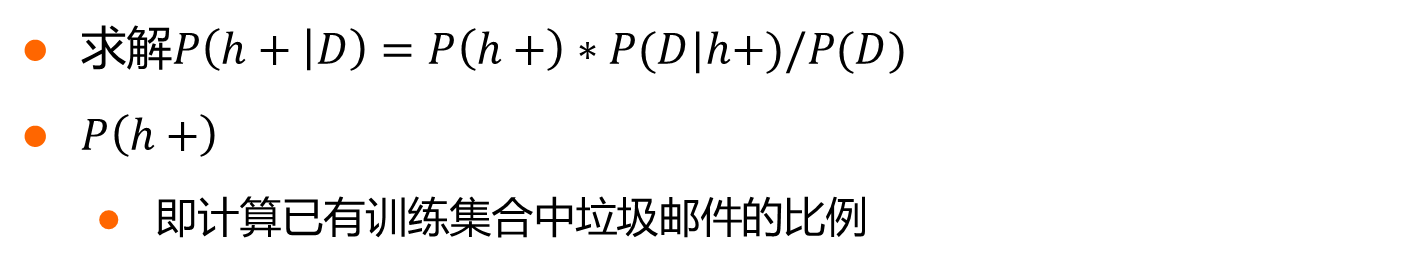 求解P(h + |D) = P(h +) ∗ P(D|h+)/P(D)
P(h +)
即计算已有训练集合中垃圾邮件的比例